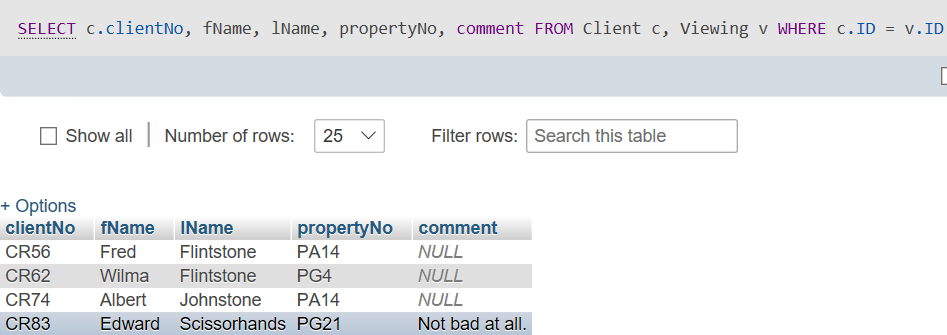 SELECT c.clientNo, fName, lName, propertyNo, comment FROM Client c, Viewing v WHERE c.ID = v.ID
Show all Number of rows: 25 Filter rows: Search this table
+ Options
clientNo fName lName propertyNo comment
CR56 Fred Flintstone PA14 NULL
CR62 Wilma Flintstone PG4 NULL
CR74 Albert Johnstone PA14 NULL
CR83 Edward Scissorhands PG21 Not bad at all.